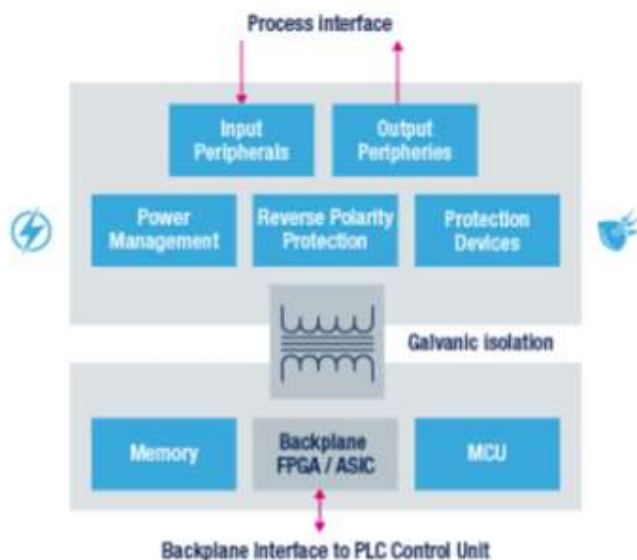 Process interface
Input
Peripherals
Output
Peripheries
Power
Management
Reverse Polarity
Protection
Protection
Devices
Galvanic isolation
Memory
Backplane
FPGA / ASIC
MCU
Backplane Interface to PLC Control Unit